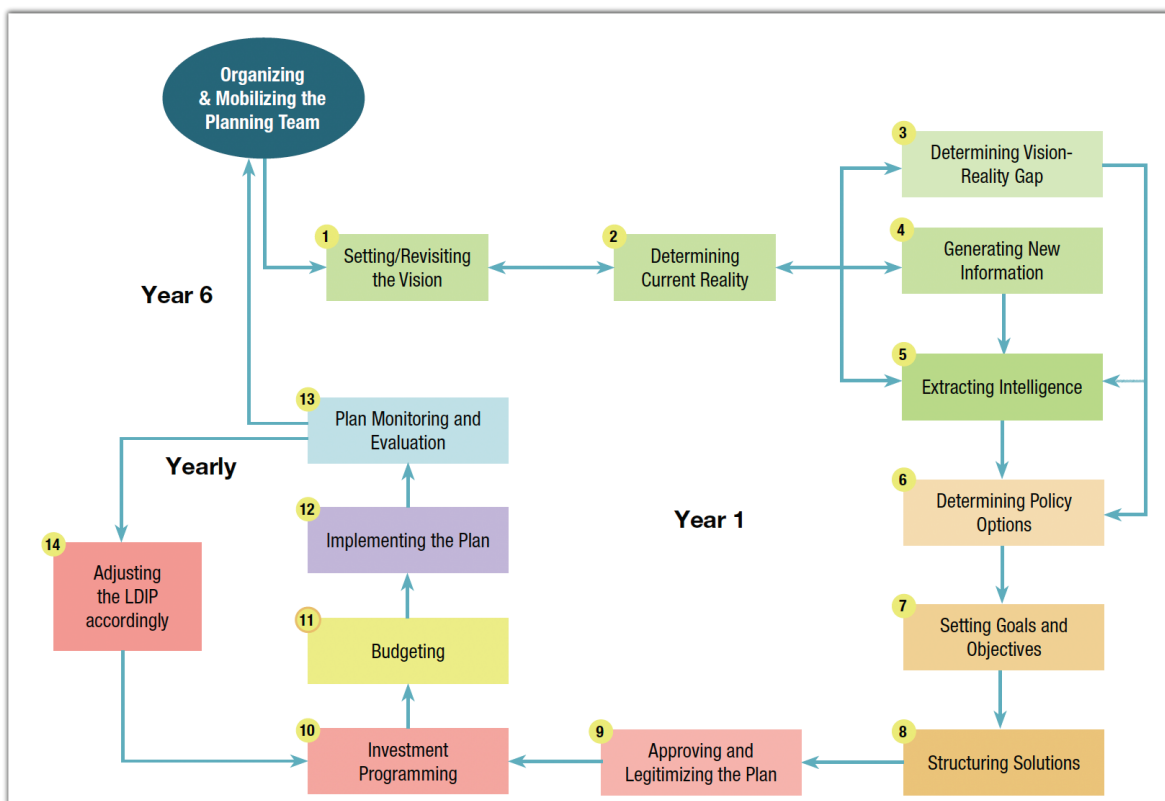 Organizing
& Mobilizing the
Planning Team
3
Determining Vision-
Reality Gap
1
Setting/Revisiting
the Vision
2
Determining
Current Reality
4
Generating New
Information
Year 6
5
Extracting Intelligence
13
Plan Monitoring and
Evaluation
Yearly
6
Determining Policy
Options
12
Implementing the Plan
Year 1
14
Adjusting
the LDIP
accordingly
7
Setting Goals and
Objectives
11
Budgeting
10
Investment
Programming
9
Approving and
Legitimizing the Plan
8
Structuring Solutions